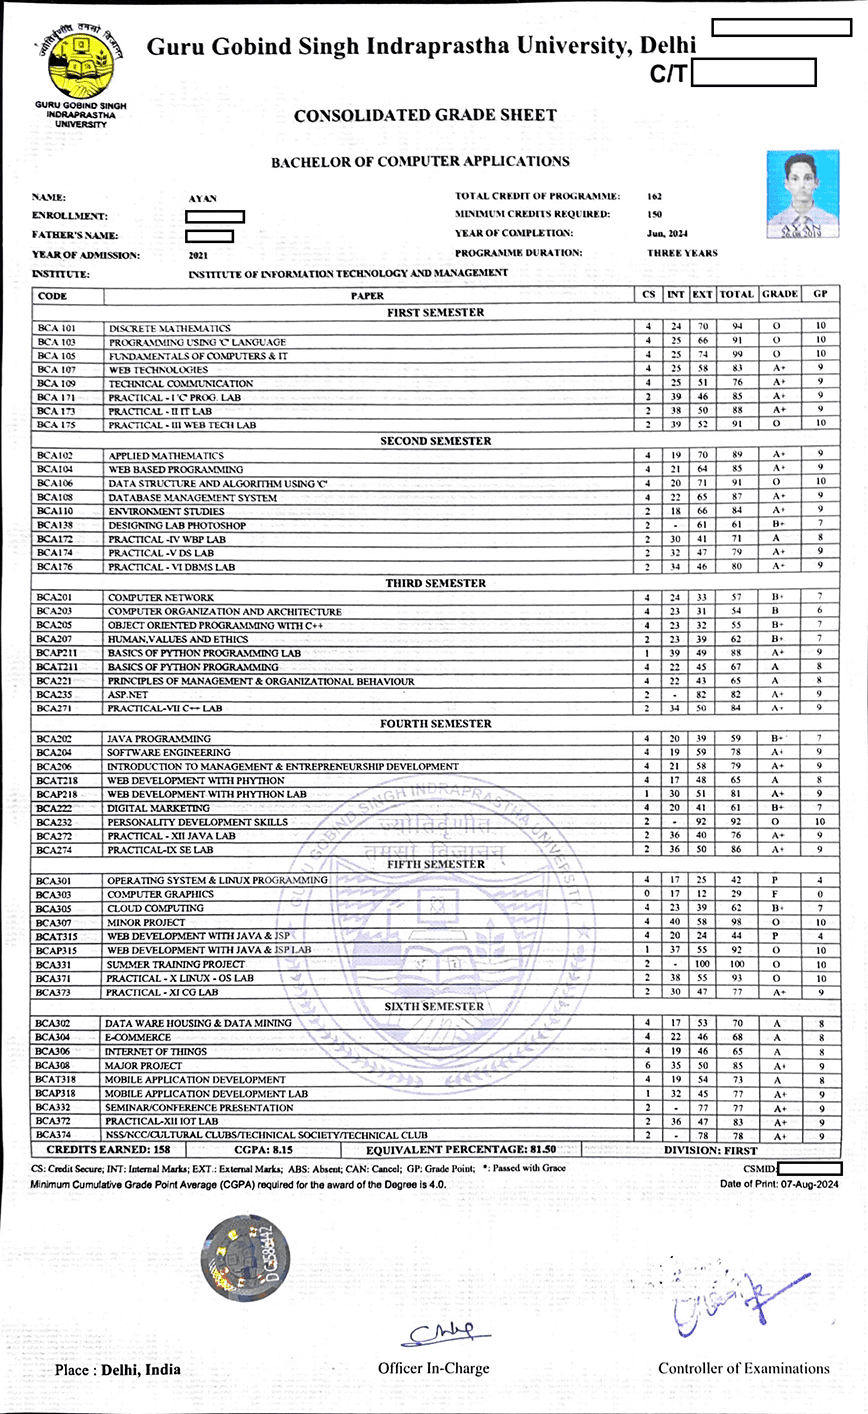 ज्योतिर्वृणीत तमसो विजानन
GURU GOBIND SINGH
INDRAPRASTHA
UNIVERSITY
Guru Gobind Singh Indraprastha University, Delhi
C/T
CONSOLIDATED GRADE SHEET
BACHELOR OF COMPUTER APPLICATIONS
NAME: AYAN TOTAL CREDIT OF PROGRAMME: 162
ENROLLMENT: MINIMUM CREDITS REQUIRED: 150
FATHER'S NAME: YEAR OF COMPLETION: Jun, 2024
YEAR OF ADMISSION: 2021 PROGRAMME DURATION: THREE YEARS
INSTITUTE: INSTITUTE OF INFORMATION TECHNOLOGY AND MANAGEMENT
AYAN
26.08.2019
CODE PAPER CS INT EXT TOTAL GRADE GP
FIRST SEMESTER
BCA 101 DISCRETE MATHEMATICS 4 24 70 94 O 10
BCA 103 PROGRAMMING USING 'C' LANGUAGE 4 25 66 91 O 10
BCA 105 FUNDAMENTALS OF COMPUTERS & IT 4 25 74 99 O 10
BCA 107 WEB TECHNOLOGIES 4 25 58 83 A+ 9
BCA 109 TECHNICAL COMMUNICATION 4 25 51 76 A+ 9
BCA 171 PRACTICAL - I 'C' PROG. LAB 2 39 46 85 A+ 9
BCA 173 PRACTICAL - II IT LAB 2 38 50 88 A+ 9
BCA 175 PRACTICAL - III WEB TECH LAB 2 39 52 91 O 10
SECOND SEMESTER
BCA102 APPLIED MATHEMATICS 4 19 70 89 A+ 9
BCA104 WEB BASED PROGRAMMING 4 21 64 85 A+ 9
BCA106 DATA STRUCTURE AND ALGORITHM USING 'C' 4 20 71 91 O 10
BCA108 DATABASE MANAGEMENT SYSTEM 4 22 65 87 A+ 9
BCA110 ENVIRONMENT STUDIES 2 18 66 84 A+ 9
BCA138 DESIGNING LAB PHOTOSHOP 2 - 61 61 B+ 7
BCA172 PRACTICAL -IV WBP LAB 2 30 41 71 A 8
BCA174 PRACTICAL -V DS LAB 2 32 47 79 A+ 9
BCA176 PRACTICAL - VI DBMS LAB 2 34 46 80 A+ 9
THIRD SEMESTER
BCA201 COMPUTER NETWORK 4 24 33 57 B+ 7
BCA203 COMPUTER ORGANIZATION AND ARCHITECTURE 4 23 31 54 B 6
BCA205 OBJECT ORIENTED PROGRAMMING WITH C++ 4 23 32 55 B+ 7
BCA207 HUMAN,VALUES AND ETHICS 2 23 39 62 B+ 7
BCAP211 BASICS OF PYTHON PROGRAMMING LAB 1 39 49 88 A+ 9
BCAT211 BASICS OF PYTHON PROGRAMMING 4 22 45 67 A 8
BCA221 PRINCIPLES OF MANAGEMENT & ORGANIZATIONAL BEHAVIOUR 4 22 43 65 A 8
BCA235 ASP.NET 2 - 82 82 A+ 9
BCA271 PRACTICAL-VII C++ LAB 2 34 50 84 A+ 9
FOURTH SEMESTER
BCA202 JAVA PROGRAMMING 4 20 39 59 B+ 7
BCA204 SOFTWARE ENGINEERING 4 19 59 78 A+ 9
BCA206 INTRODUCTION TO MANAGEMENT & ENTREPRENEURSHIP DEVELOPMENT 4 21 58 79 A+ 9
BCAT218 WEB DEVELOPMENT WITH PHYTHON 4 17 48 65 A 8
BCAP218 WEB DEVELOPMENT WITH PHYTHON LAB 1 30 51 81 A+ 9
BCA222 DIGITAL MARKETING 4 20 41 61 B+ 7
BCA232 PERSONALITY DEVELOPMENT SKILLS 2 - 92 92 O 10
BCA272 PRACTICAL - XII JAVA LAB 2 36 40 76 A+ 9
BCA274 PRACTICAL-IX SE LAB 2 36 50 86 A+ 9
FIFTH SEMESTER
BCA301 OPERATING SYSTEM & LINUX PROGRAMMING 4 17 25 42 P 4
BCA303 COMPUTER GRAPHICS 0 17 12 29 F 0
BCA305 CLOUD COMPUTING 4 23 39 62 B+ 7
BCA307 MINOR PROJECT 4 40 58 98 O 10
BCAT315 WEB DEVELOPMENT WITH JAVA & JSP 4 20 24 44 P 4
BCAP315 WEB DEVELOPMENT WITH JAVA & JSP LAB 1 37 55 92 O 10
BCA331 SUMMER TRAINING PROJECT 2 - 100 100 O 10
BCA371 PRACTICAL - X LINUX - OS LAB 2 38 55 93 O 10
BCA373 PRACTICAL - XI CG LAB 2 30 47 77 A+ 9
SIXTH SEMESTER
BCA302 DATA WARE HOUSING & DATA MINING 4 17 53 70 A 8
BCA304 E-COMMERCE 4 22 46 68 A 8
BCA306 INTERNET OF THINGS 4 19 46 65 A 8
BCA308 MAJOR PROJECT 6 35 50 85 A+ 9
BCAT318 MOBILE APPLICATION DEVELOPMENT 4 19 54 73 A 8
BCAP318 MOBILE APPLICATION DEVELOPMENT LAB 1 32 45 77 A+ 9
BCA332 SEMINAR/CONFERENCE PRESENTATION 2 - 77 77 A+ 9
BCA372 PRACTICAL-XII IOT LAB 2 36 47 83 A+ 9
BCA374 NSS/NCC/CULTURAL CLUBS/TECHNICAL SOCIETY/TECHNICAL CLUB 2 - 78 78 A+ 9
CREDITS EARNED: 158 CGPA: 8.15 EQUIVALENT PERCENTAGE: 81.50 DIVISION: FIRST
GURU GOBIND SINGH INDRAPRASTHA UNIVERSITY
ज्योतिर्वृणीत
तमसो विजानन
CS: Credit Secure; INT: Internal Marks; EXT.: External Marks; ABS: Absent; CAN: Cancel; GP: Grade Point; *: Passed with Grace CSMID:
Minimum Cumulative Grade Point Average (CGPA) required for the award of the Degree is 4.0. Date of Print: 07-Aug-2024
Place : Delhi, India Officer In-Charge Controller of Examinations